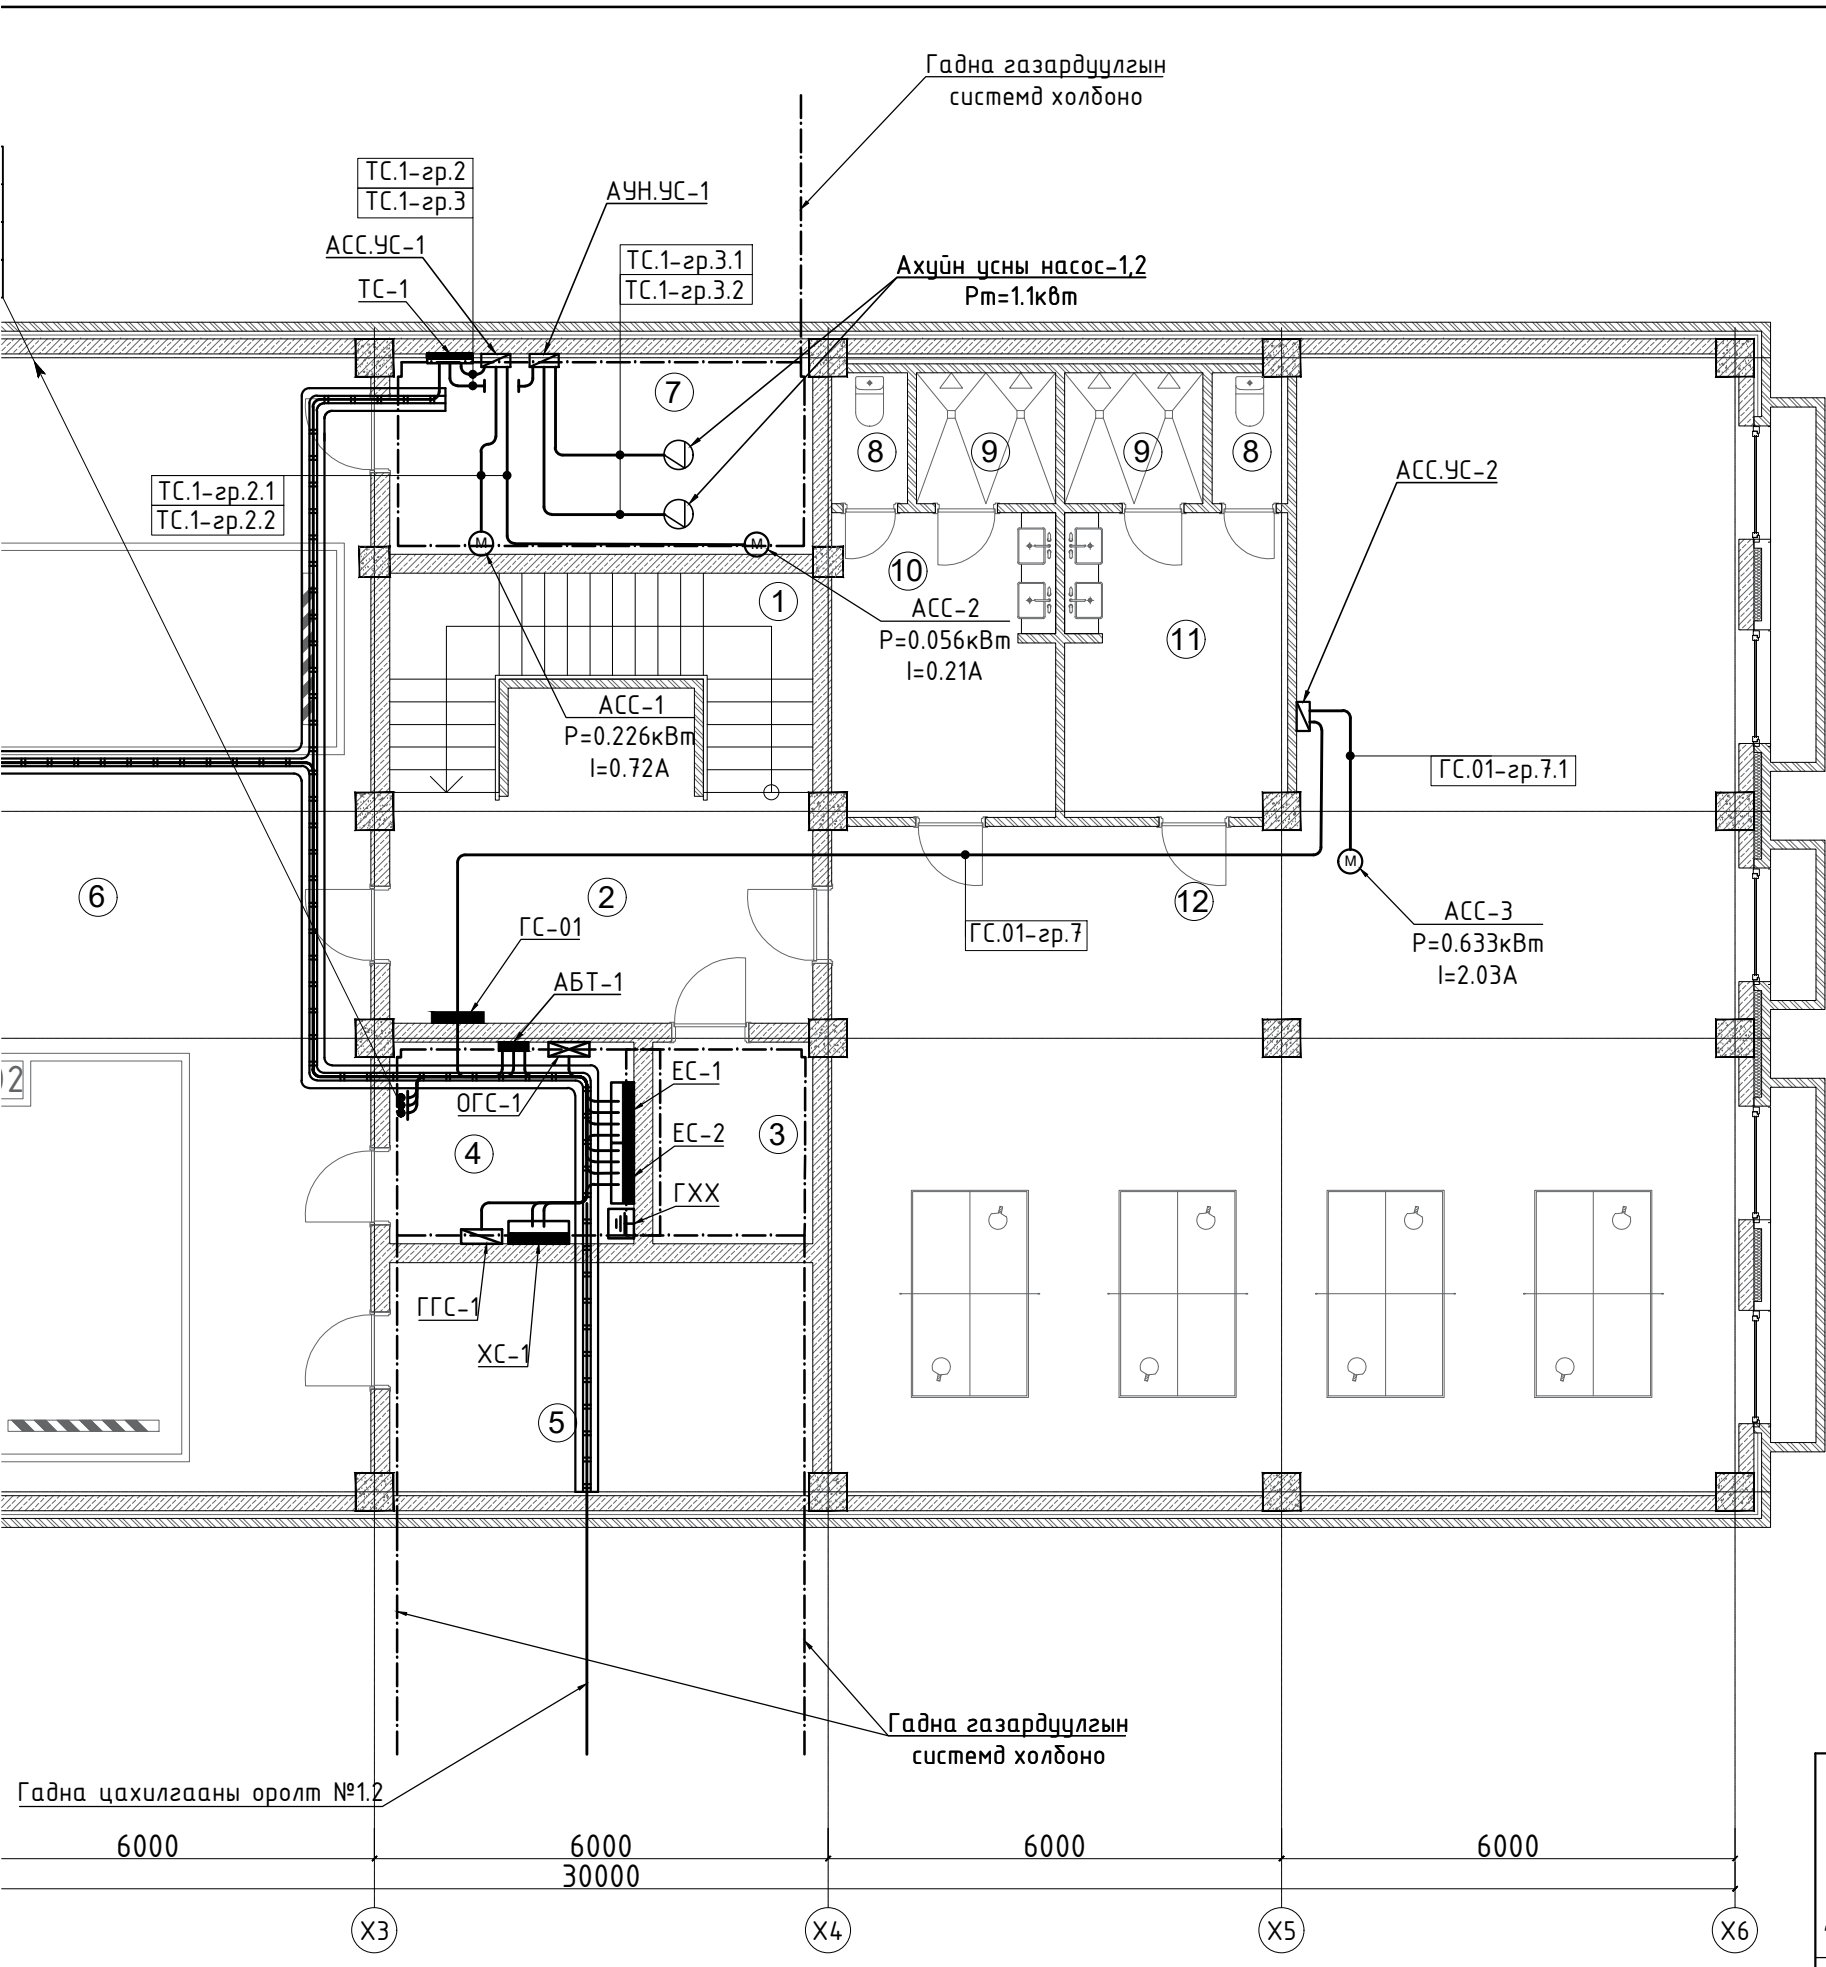 Гадна газардуулгын
системд холбоно
ТС.1-гр.2
ТС.1-гр.3
АУН.УС-1
АСС.УС-1
ТС-1
ТС.1-гр.3.1
ТС.1-гр.3.2
Ахуйн усны насос-1,2
Рт=1.1кВт
7
8
9
9
8
АСС.УС-2
ТС.1-гр.2.1
ТС.1-гр.2.2
М
М
10
1
АСС-2
Р=0.056кВт
I=0.21А
11
АСС-1
Р=0.226кВт
I=0.72А
ГС.01-гр.7.1
М
6
2
12
ГС-01
ГС.01-гр.7
АСС-3
Р=0.633кВт
I=2.03А
АБТ-1
ЕС-1
ОГС-1
ЕС-2
3
4
ГХХ
ГГС-1
ХС-1
5
Гадна газардуулгын
системд холбоно
Гадна цахилгааны оролт №1.2
6000
6000
6000
6000
30000
X3
X4
X5
X6